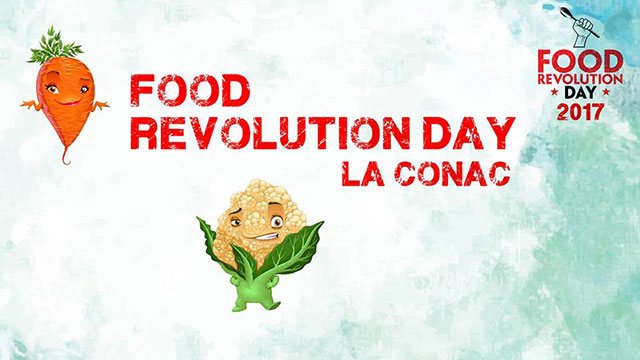 FOOD
REVOLUTION DAY
LA CONAC
FOOD
REVOLUTION
DAY
2017